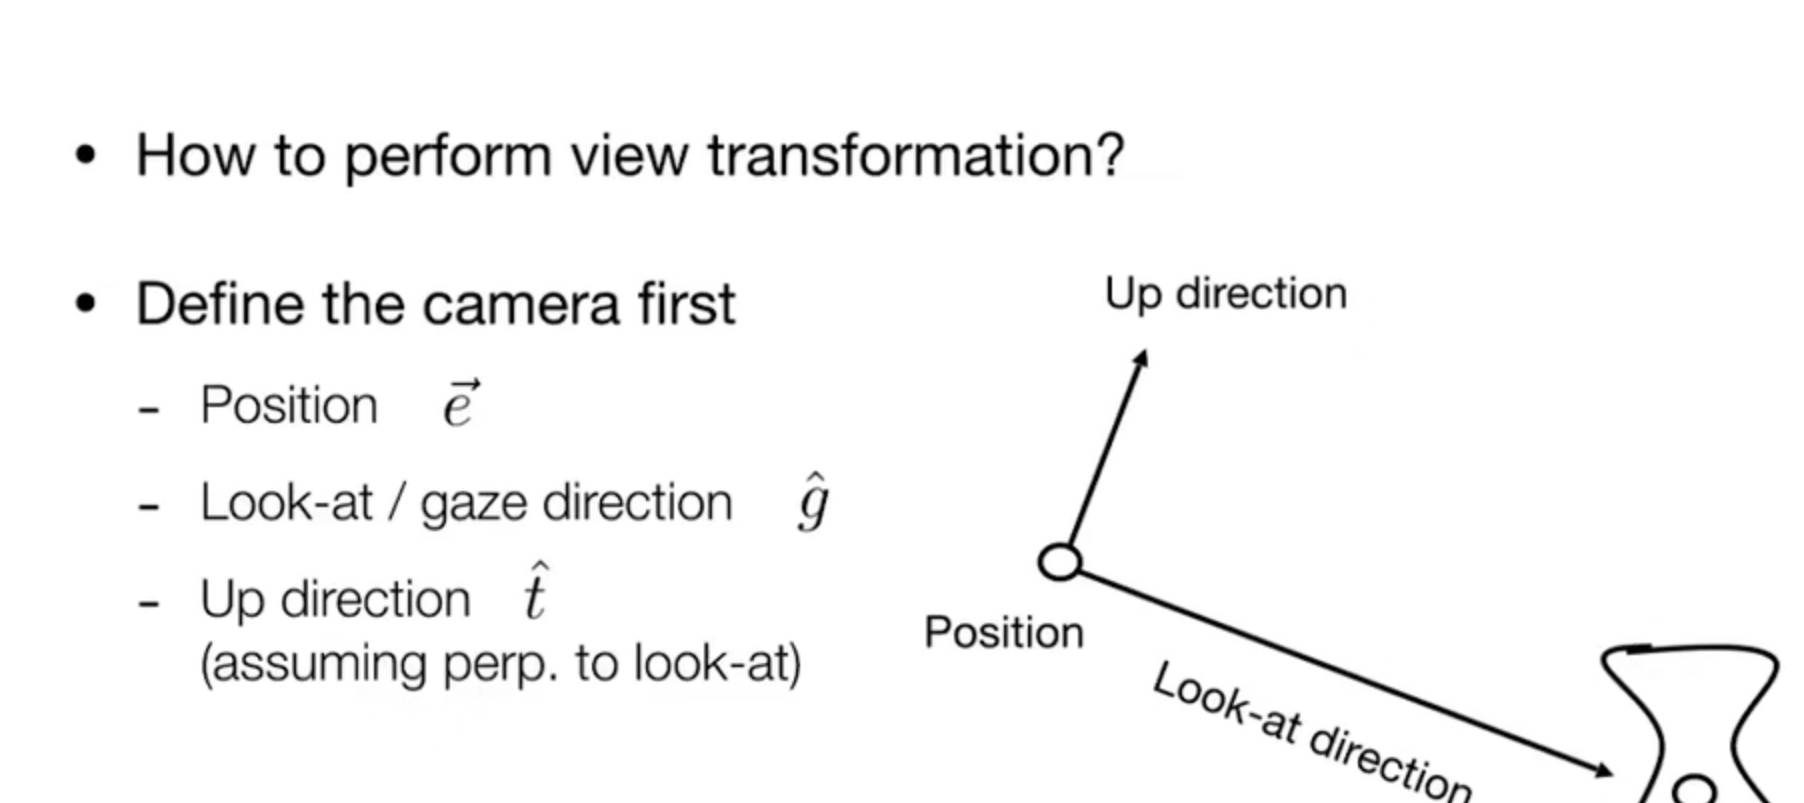 • How to perform view transformation?
• Define the camera first
- Position $\vec{e}$
- Look-at / gaze direction $\hat{g}$
- Up direction $\hat{t}$
(assuming perp. to look-at)
Up direction
Position
Look-at direction